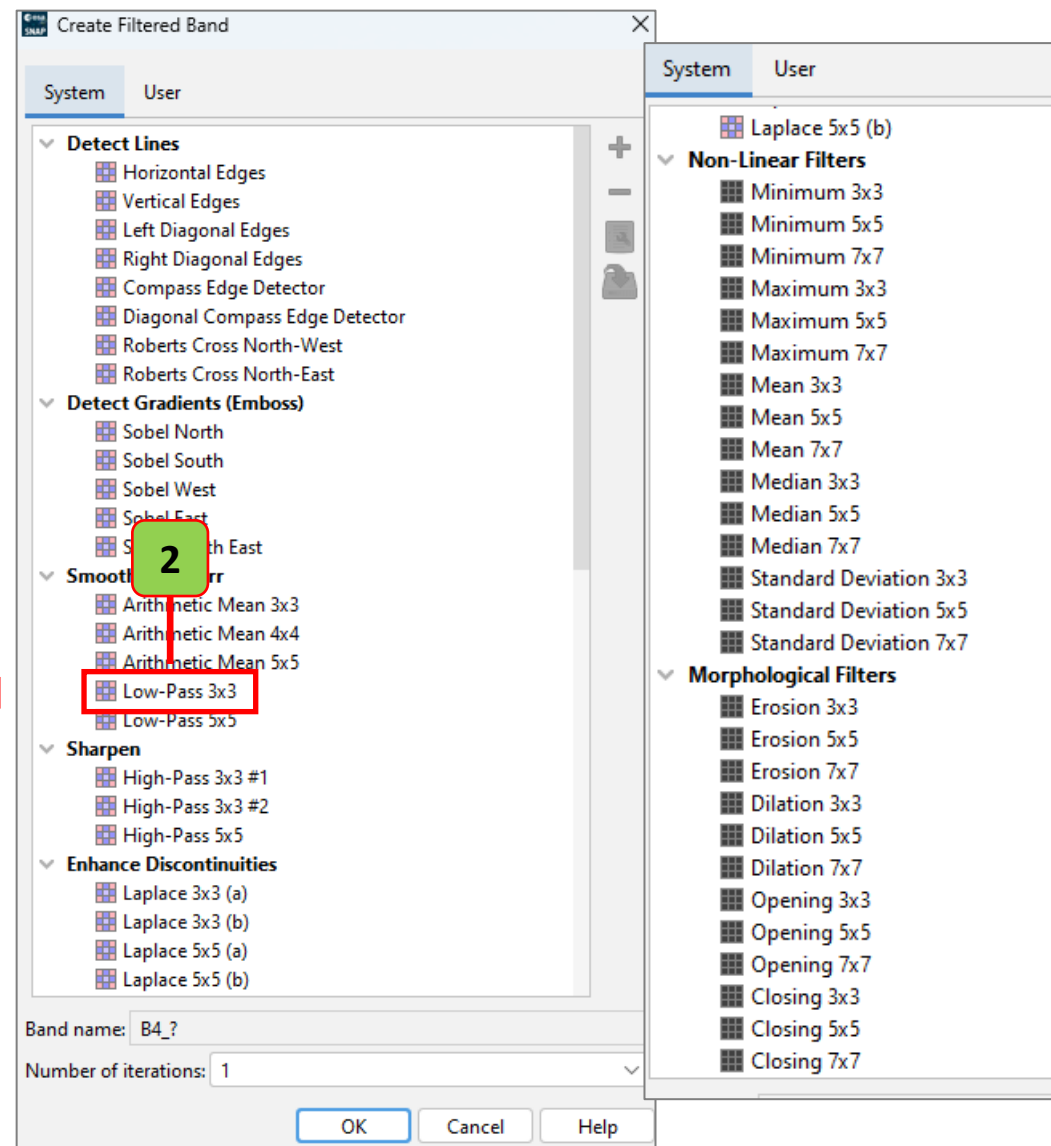 esa
SNAP
Create Filtered Band
System User
Detect Lines
Horizontal Edges
Vertical Edges
Left Diagonal Edges
Right Diagonal Edges
Compass Edge Detector
Diagonal Compass Edge Detector
Roberts Cross North-West
Roberts Cross North-East
Detect Gradients (Emboss)
Sobel North
Sobel South
Sobel West
Sobel East
East
2
Arithmetic Mean 3x3
Arithmetic Mean 4x4
Arithmetic Mean 5x5
Low-Pass 3x3
Low-Pass 5x5
Sharpen
High-Pass 3x3 #1
High-Pass 3x3 #2
High-Pass 5x5
Enhance Discontinuities
Laplace 3x3 (a)
Laplace 3x3 (b)
Laplace 5x5 (a)
Laplace 5x5 (b)
Band name: B4_?
Number of iterations: 1
OK Cancel Help
System User
Laplace 5x5 (b)
Non-Linear Filters
Minimum 3x3
Minimum 5x5
Minimum 7x7
Maximum 3x3
Maximum 5x5
Maximum 7x7
Mean 3x3
Mean 5x5
Mean 7x7
Median 3x3
Median 5x5
Median 7x7
Standard Deviation 3x3
Standard Deviation 5x5
Standard Deviation 7x7
Morphological Filters
Erosion 3x3
Erosion 5x5
Erosion 7x7
Dilation 3x3
Dilation 5x5
Dilation 7x7
Opening 3x3
Opening 5x5
Opening 7x7
Closing 3x3
Closing 5x5
Closing 7x7